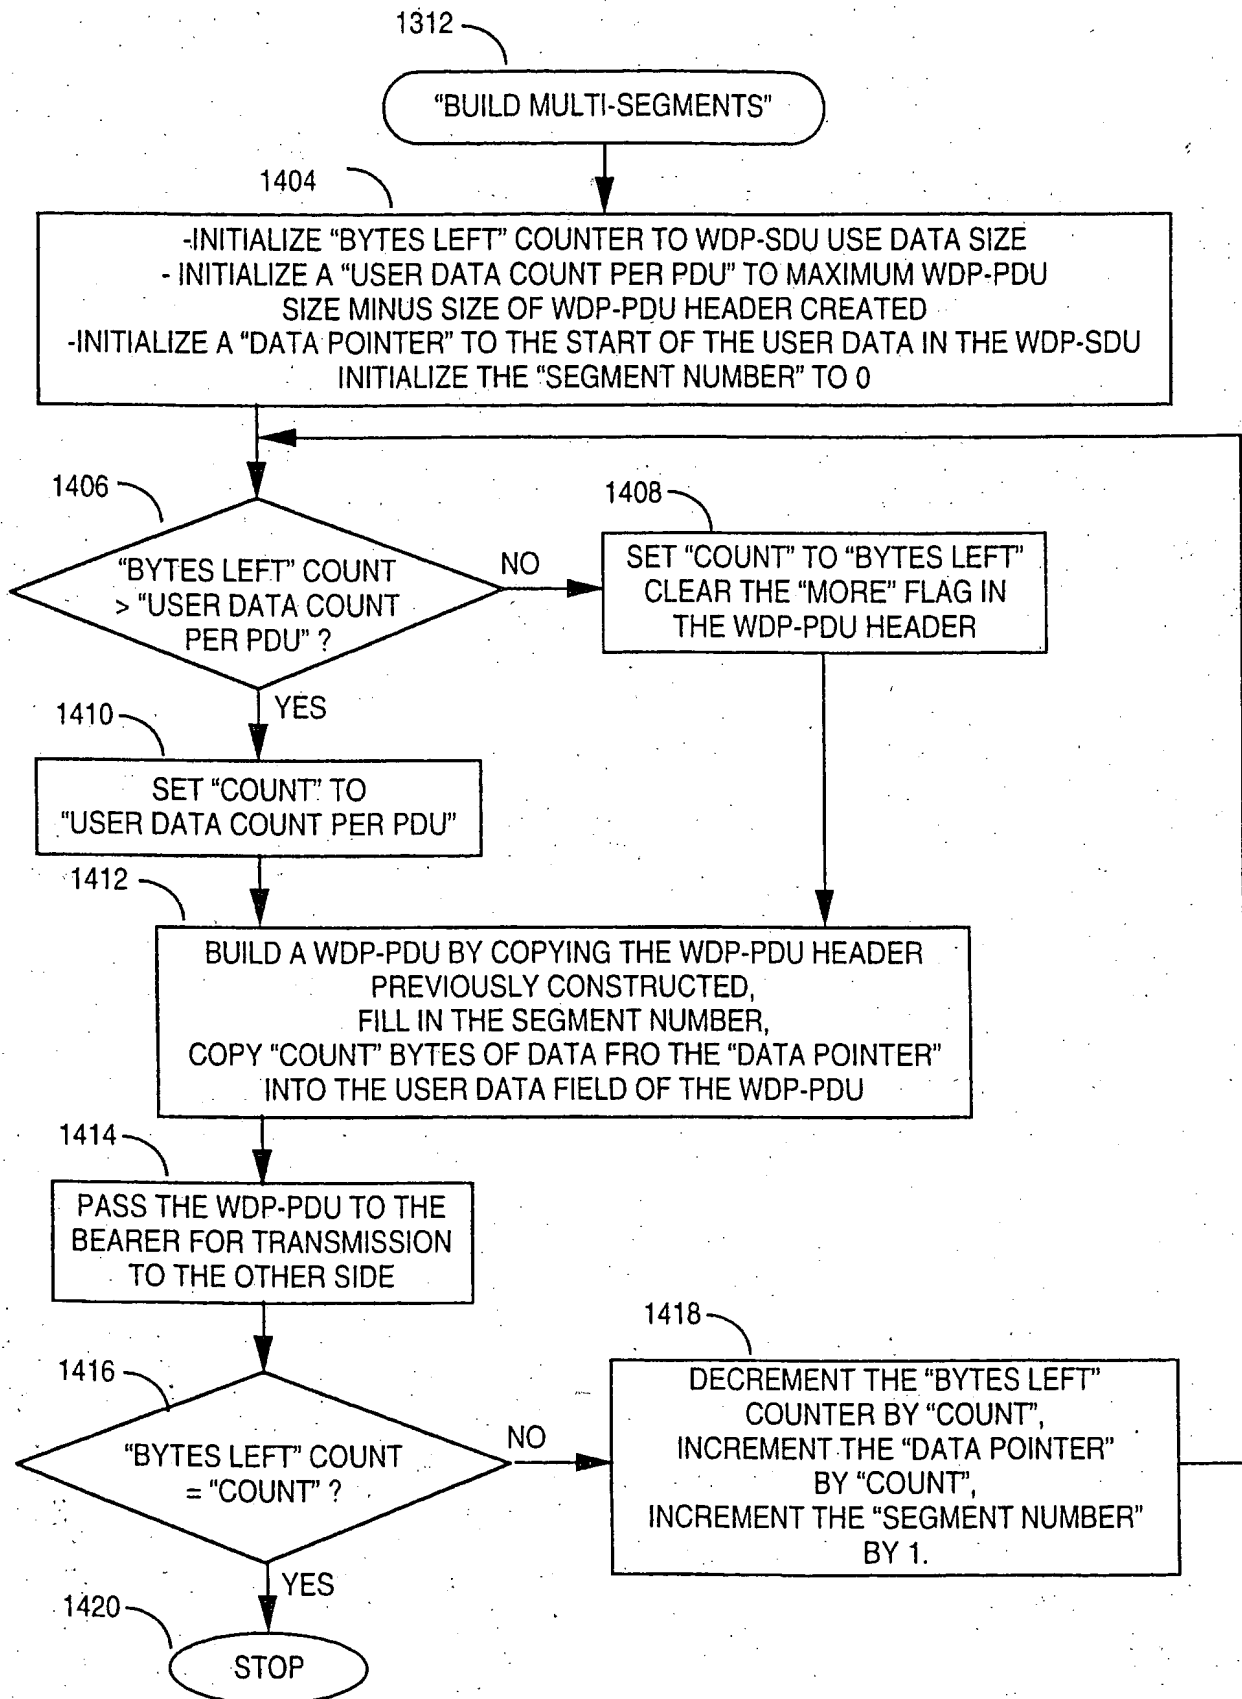 1312
“BUILD MULTI-SEGMENTS”
1404
-INITIALIZE “BYTES LEFT” COUNTER TO WDP-SDU USE DATA SIZE
- INITIALIZE A “USER DATA COUNT PER PDU” TO MAXIMUM WDP-PDU
SIZE MINUS SIZE OF WDP-PDU HEADER CREATED
-INITIALIZE A “DATA POINTER” TO THE START OF THE USER DATA IN THE WDP-SDU
INITIALIZE THE “SEGMENT NUMBER” TO 0
1406
“BYTES LEFT” COUNT
> “USER DATA COUNT
PER PDU” ?
NO
1408
SET “COUNT” TO “BYTES LEFT”
CLEAR THE “MORE” FLAG IN
THE WDP-PDU HEADER
YES
1410
SET “COUNT” TO
“USER DATA COUNT PER PDU”
1412
BUILD A WDP-PDU BY COPYING THE WDP-PDU HEADER
PREVIOUSLY CONSTRUCTED,
FILL IN THE SEGMENT NUMBER,
COPY “COUNT” BYTES OF DATA FRO THE “DATA POINTER”
INTO THE USER DATA FIELD OF THE WDP-PDU
1414
PASS THE WDP-PDU TO THE
BEARER FOR TRANSMISSION
TO THE OTHER SIDE
1416
“BYTES LEFT” COUNT
= “COUNT” ?
NO
1418
DECREMENT THE “BYTES LEFT”
COUNTER BY “COUNT”,
INCREMENT THE “DATA POINTER”
BY “COUNT”,
INCREMENT THE “SEGMENT NUMBER”
BY 1.
YES
1420
STOP